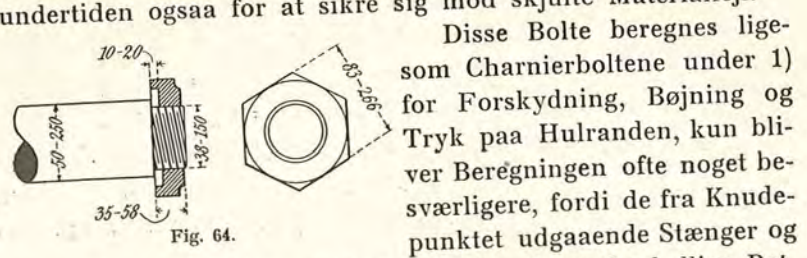 undertiden ogsaa for at sikre sig mod skjulte
Disse Bolte beregnes lige-
som Charnierboltene under 1)
for Forskydning, Bøjning og
Tryk paa Hulranden, kun bli-
ver Beregningen ofte noget be-
sværligere, fordi de fra Knude-
punktet udgaaende Stænger og
10-20
50-250
38-150
83-266
35-58
Fig. 64.